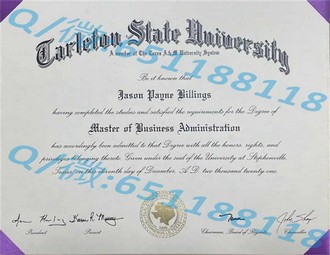 Tarleton State University
A member of The Texas A&M University System
Be it known that
Jason Payne Billings
having completed the studies and satisfied the requirements for the Degree of
Master of Business Administration
has accordingly been admitted to that Degree with all the honors, rights, and
privileges belonging thereto. Given under the seal of the University at Stephenville,
Texas, on this eleventh day of December, A.D. two thousand twenty one.
President
Provost
Chairman, Board of Regents
Chancellor
Q/微:651188118
Q/微:651188118
Q/微:651188118